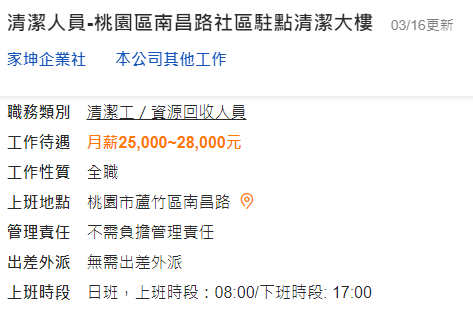 清潔人員-桃園區南昌路社區駐點清潔大樓 03/16更新
家坤企業社 本公司其他工作
職務類別 清潔工／資源回收人員
工作待遇 月薪25,000~28,000元
工作性質 全職
上班地點 桃園市蘆竹區南昌路
管理責任 不需負擔管理責任
出差外派 無需出差外派
上班時段 日班，上班時段：08:00/下班時段: 17:00